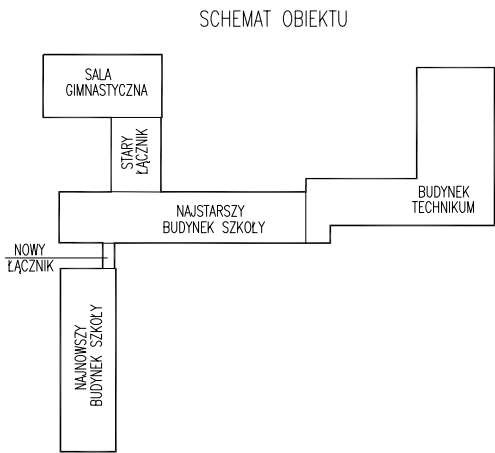 SCHEMAT OBIEKTU
SALA
GIMNASTYCZNA
STARY
ŁĄCZNIK
NAJSTARSZY
BUDYNEK SZKOŁY
BUDYNEK
TECHNIKUM
NOWY
ŁĄCZNIK
NAJNOWSZY
BUDYNEK SZKOŁY